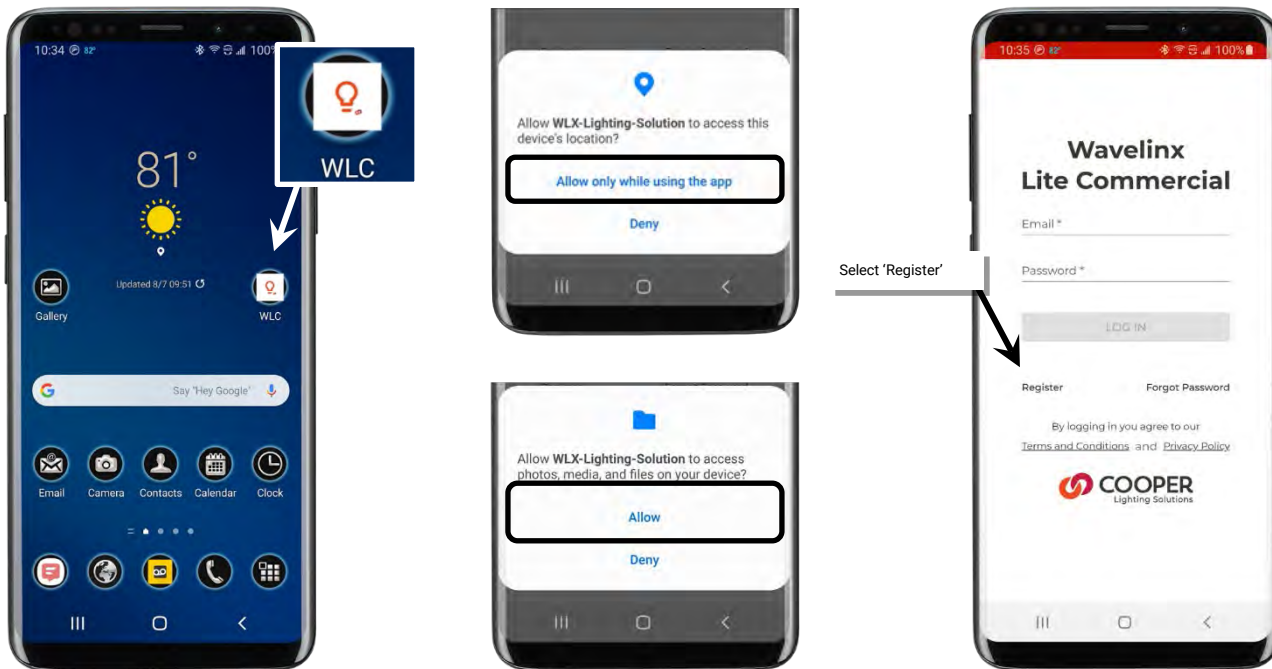 10:34 82° 100%
WLC
81°
Updated 8/7 09:51
Gallery
WLC
G Say "Hey Google"
Email Camera Contacts Calendar Clock
Allow WLX-Lighting-Solution to access this
device's location?
Allow only while using the app
Deny
Allow WLX-Lighting-Solution to access
photos, media, and files on your device?
Allow
Deny
Select 'Register'
10:35 82° 100%
Wavelinx
Lite Commercial
Email *
Password *
LOG IN
Register Forgot Password
By logging in you agree to our
Terms and Conditions and Privacy Policy
COOPER
Lighting Solutions